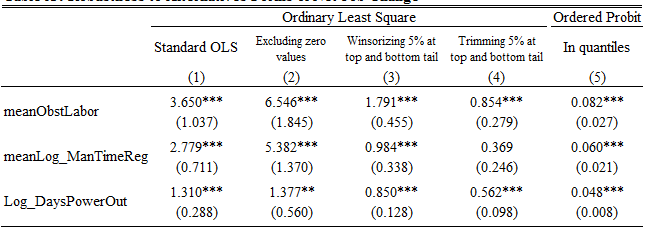 Ordinary Least Square Ordered Probit
Standard OLS Excluding zero values Winsorizing 5% at top and bottom tail Trimming 5% at top and bottom tail In quantiles
(1) (2) (3) (4) (5)
meanObstLabor 3.650*** 6.546*** 1.791*** 0.854*** 0.082***
(1.037) (1.845) (0.455) (0.279) (0.027)
meanLog_ManTimeReg 2.779*** 5.382*** 0.984*** 0.369 0.060***
(0.711) (1.370) (0.338) (0.246) (0.021)
Log_DaysPowerOut 1.310*** 1.377** 0.850*** 0.562*** 0.048***
(0.288) (0.560) (0.128) (0.098) (0.008)